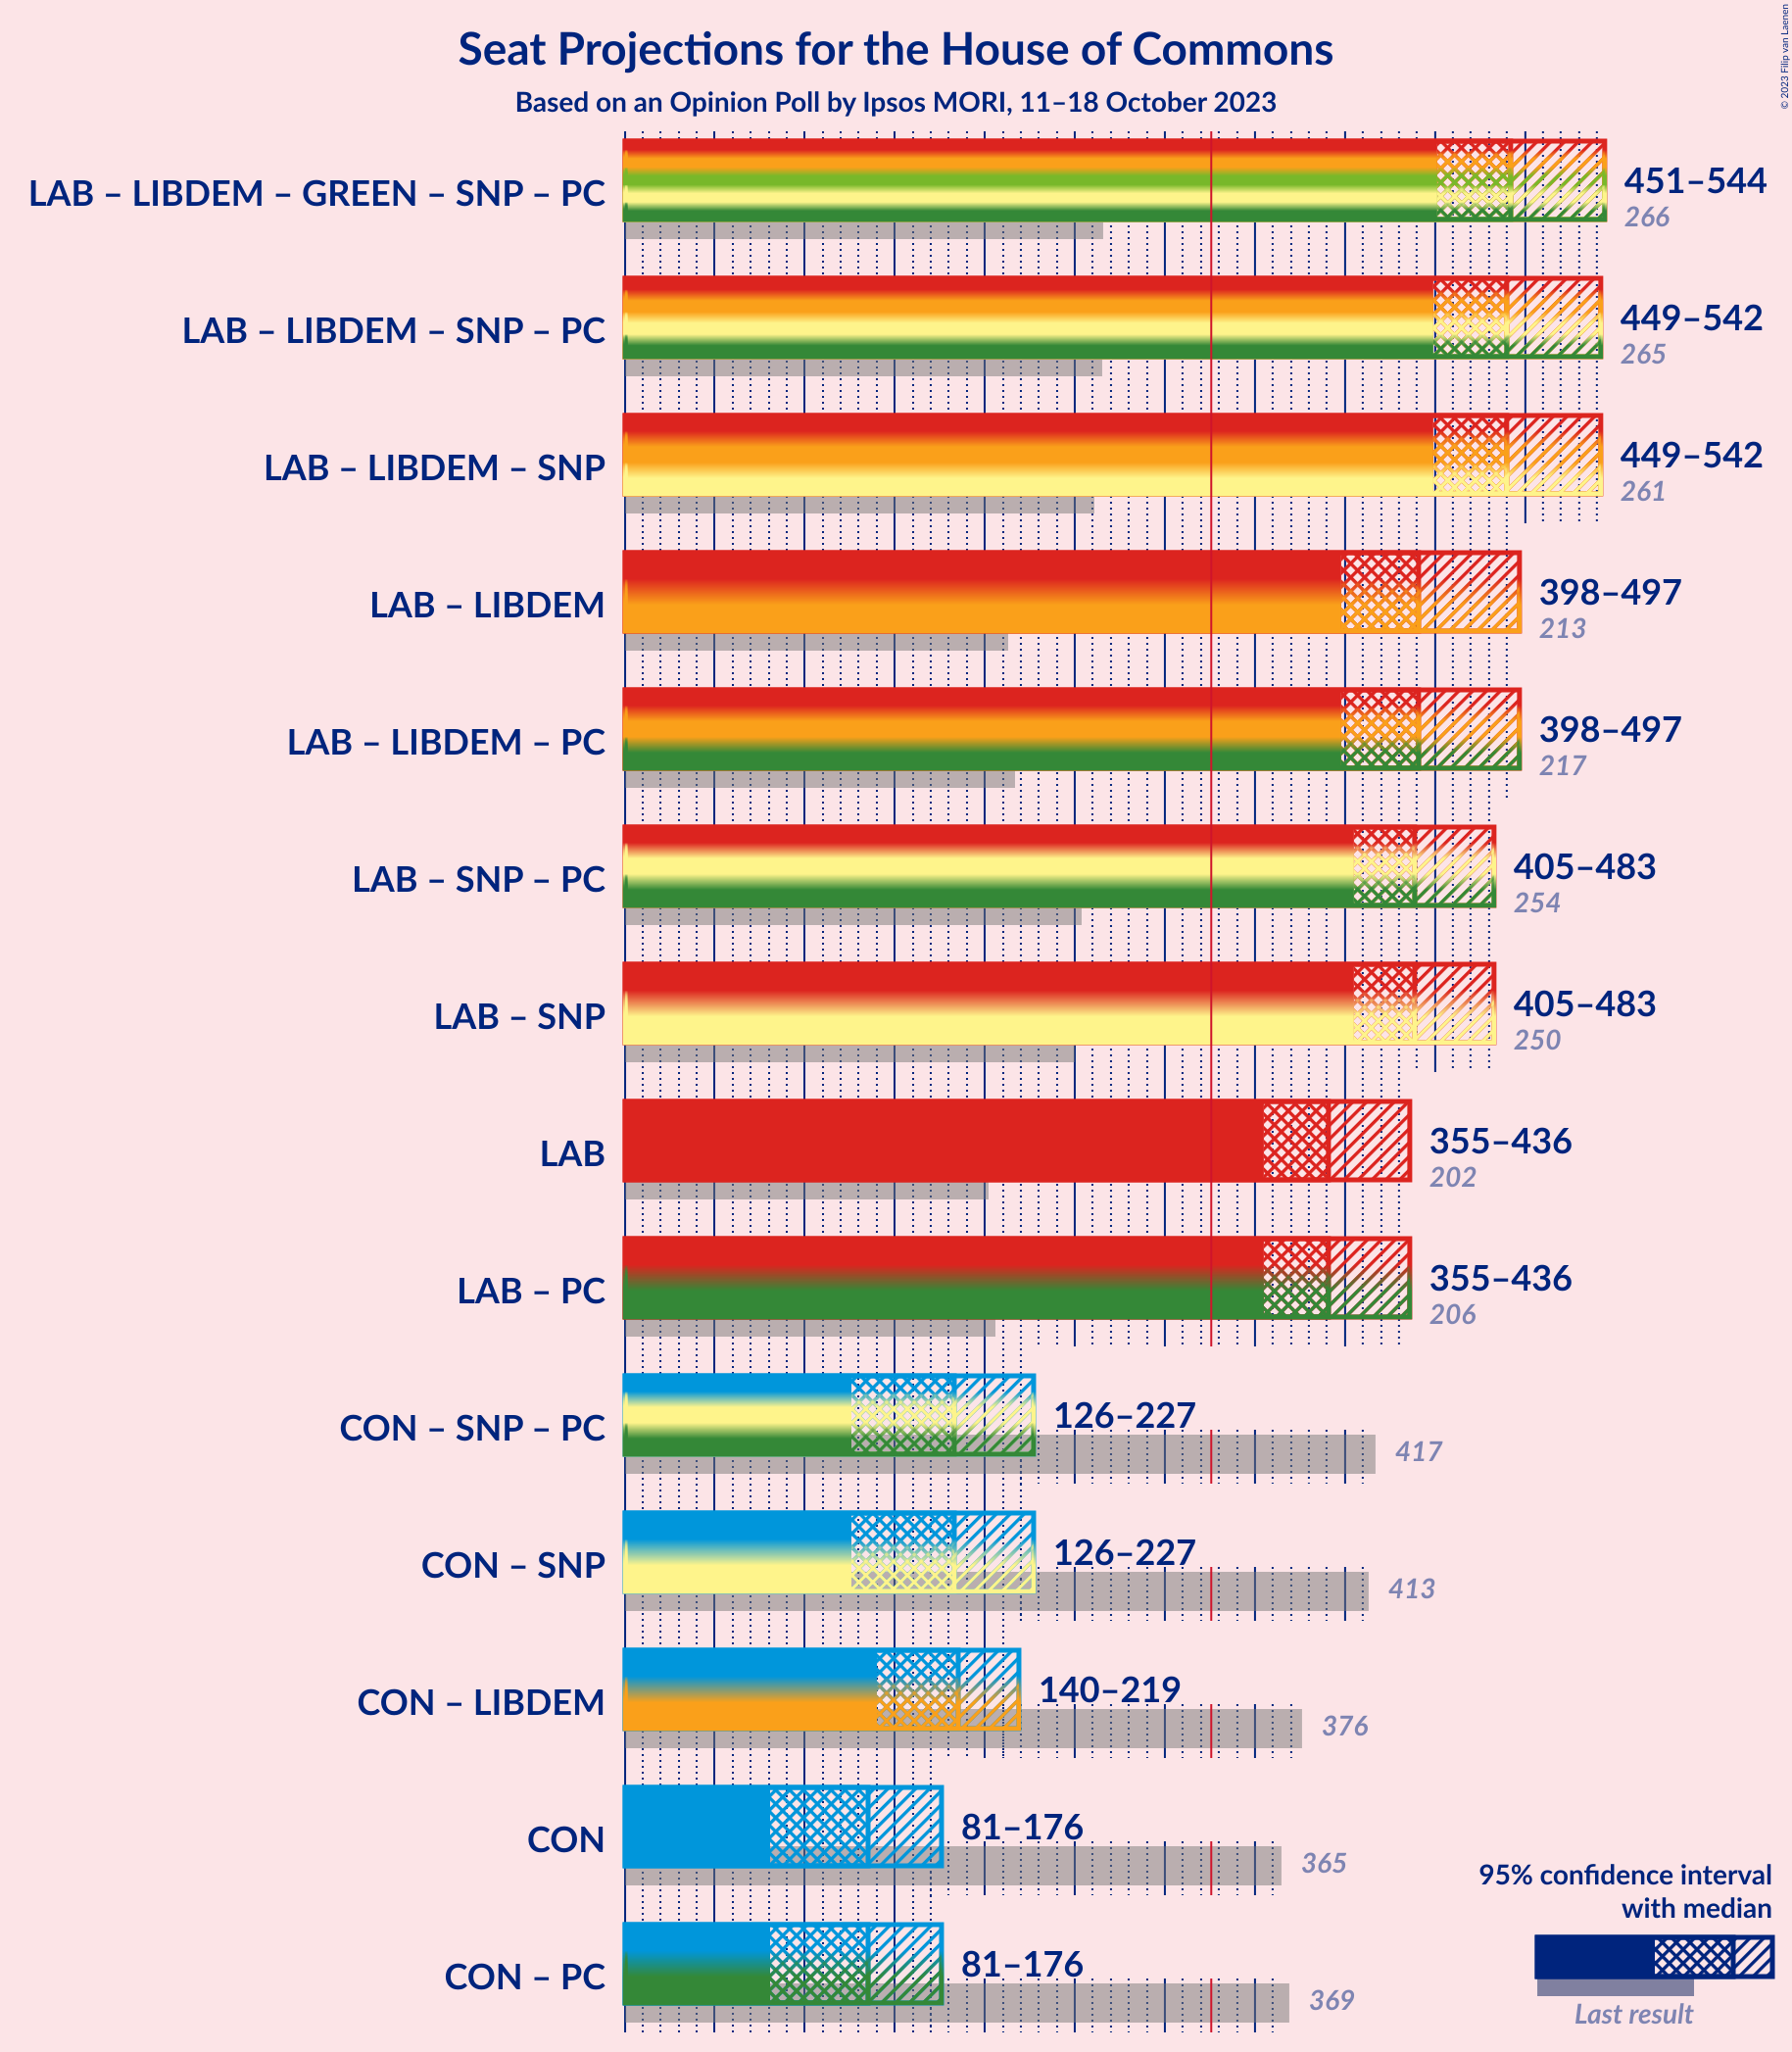 Seat Projections for the House of Commons
Based on an Opinion Poll by Ipsos MORI, 11–18 October 2023
© 2023 Filip van Laenen
LAB – LIBDEM – GREEN – SNP – PC
451–544
266
LAB – LIBDEM – SNP – PC
449–542
265
LAB – LIBDEM – SNP
449–542
261
LAB – LIBDEM
398–497
213
LAB – LIBDEM – PC
398–497
217
LAB – SNP – PC
405–483
254
LAB – SNP
405–483
250
LAB
355–436
202
LAB – PC
355–436
206
CON – SNP – PC
126–227
417
CON – SNP
126–227
413
CON – LIBDEM
140–219
376
CON
81–176
365
CON – PC
81–176
369
95% confidence interval
with median
Last result